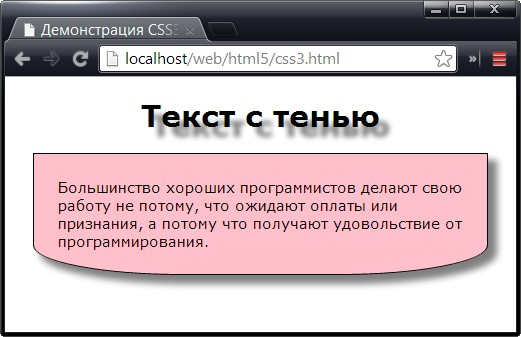 Демонстрация CSS3
localhost/web/html5/css3.html
Текст с тенью
Большинство хороших программистов делают свою
работу не потому, что ожидают оплаты или
признания, а потому что получают удовольствие от
программирования.